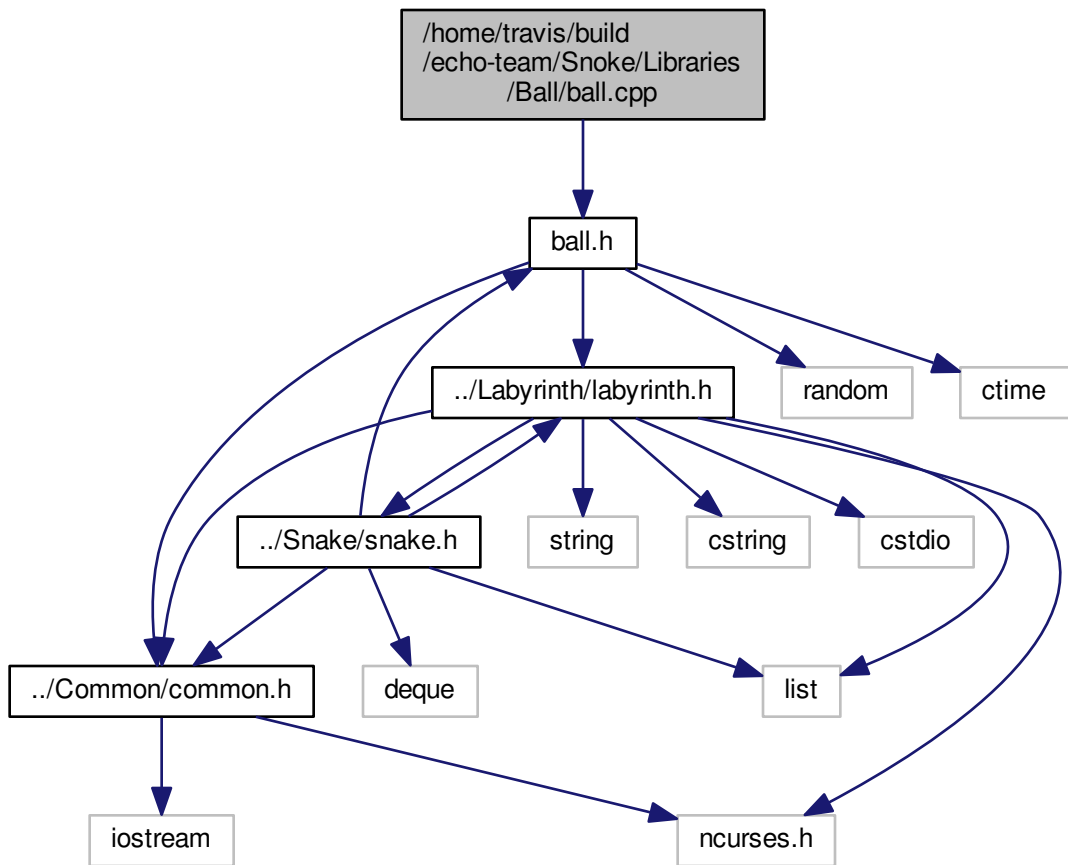 /home/travis/build
/echo-team/Snoke/Libraries
/Ball/ball.cpp
ball.h
../Labyrinth/labyrinth.h
random
ctime
../Snake/snake.h
string
cstring
cstdio
../Common/common.h
deque
list
iostream
ncurses.h